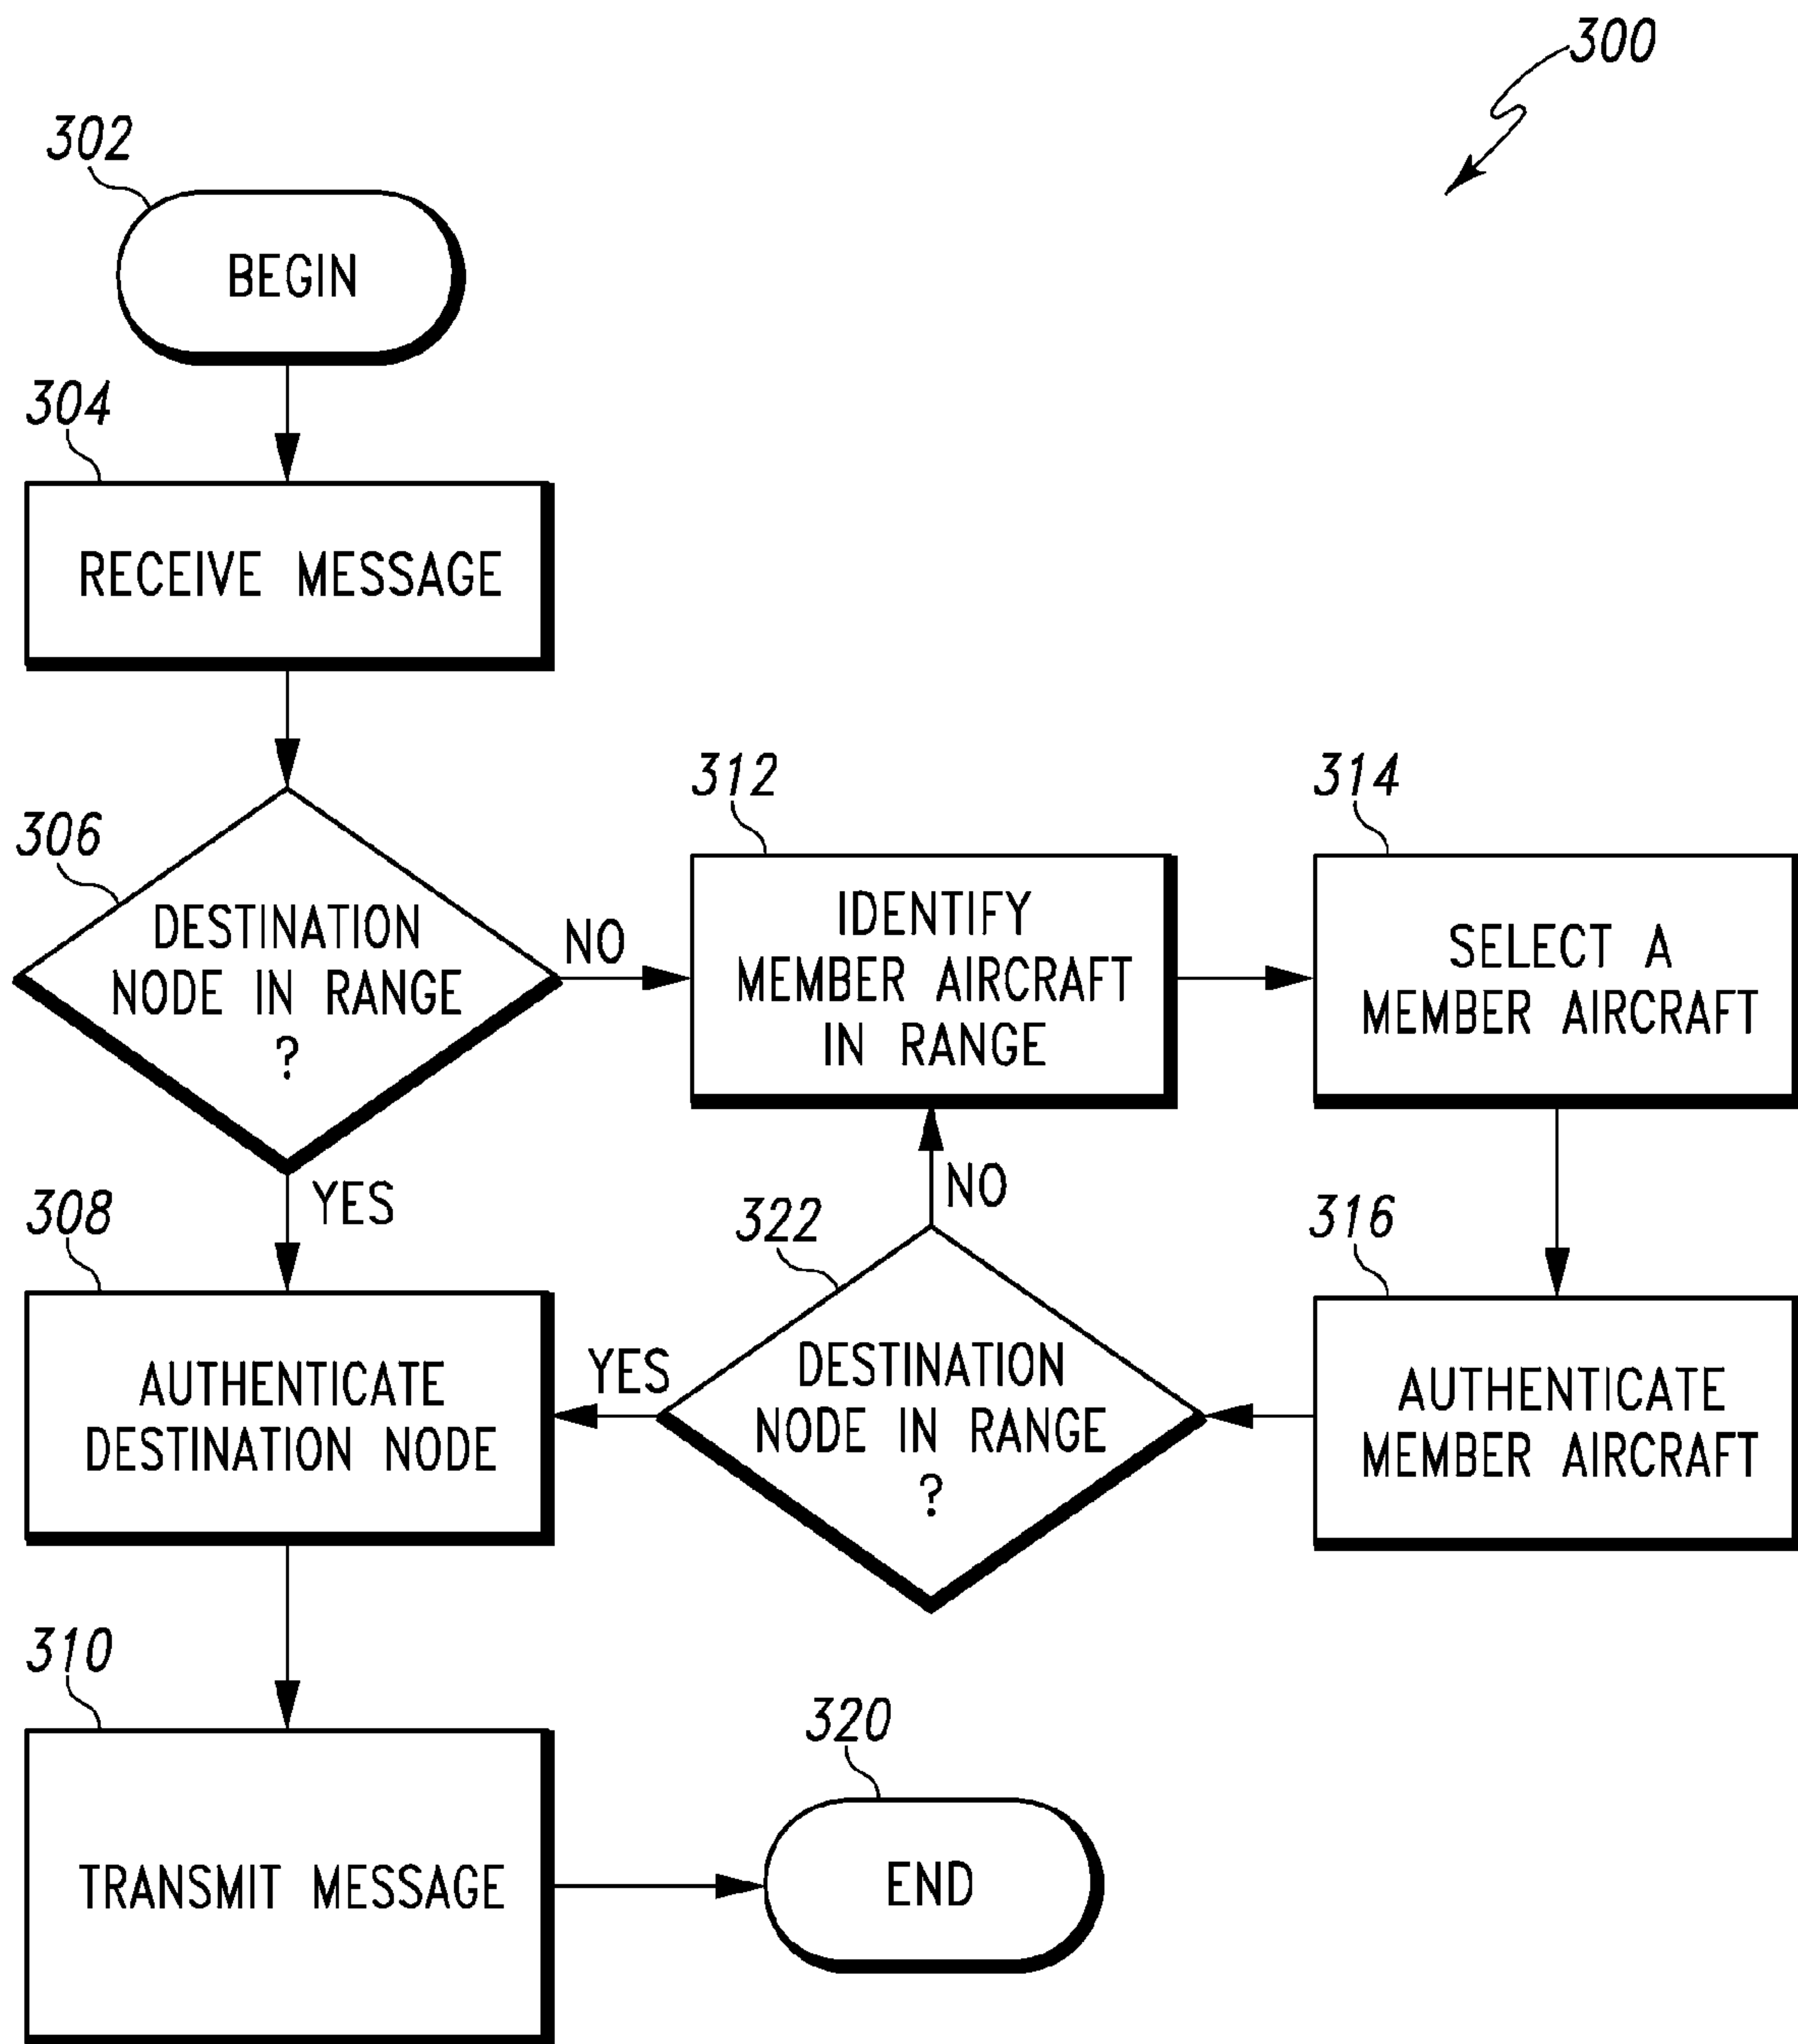 300
302
BEGIN
304
RECEIVE MESSAGE
306
DESTINATION
NODE IN RANGE
?
NO
YES
312
IDENTIFY
MEMBER AIRCRAFT
IN RANGE
314
SELECT A
MEMBER AIRCRAFT
316
AUTHENTICATE
MEMBER AIRCRAFT
322
DESTINATION
NODE IN RANGE
?
NO
YES
308
AUTHENTICATE
DESTINATION NODE
310
TRANSMIT MESSAGE
320
END